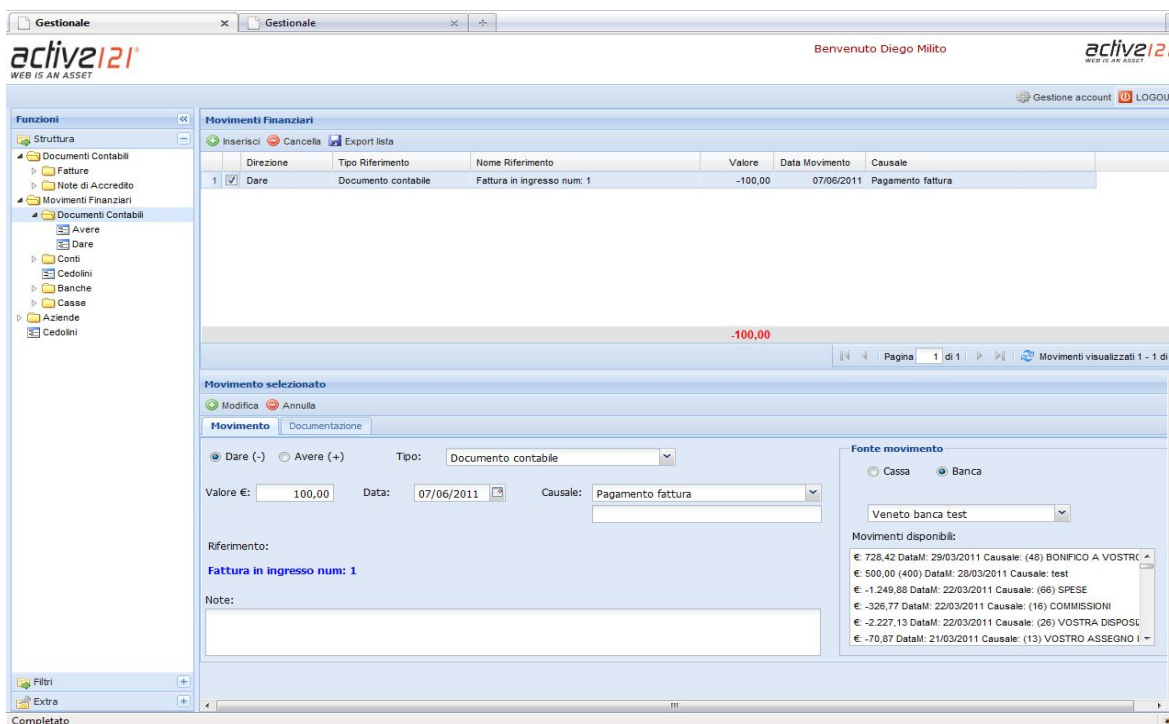 Gestionale Gestionale
active121
WEB IS AN ASSET
Benvenuto Diego Milito
active12
WEB IS AN ASSET
Gestione account LOGOU
Funzioni
Struttura
Documenti Contabili
Fatture
Note di Accredito
Movimenti Finanziari
Documenti Contabili
Avere
Dare
Conti
Cedolini
Banche
Casse
Aziende
Cedolini
Filtri
Extra
Movimenti Finanziari
Inserisci Cancella Export lista
Direzione Tipo Riferimento Nome Riferimento Valore Data Movimento Causale
1 Dare Documento contabile Fattura in ingresso num: 1 -100,00 07/06/2011 Pagamento fattura
-100,00
Pagina 1 di 1 Movimenti visualizzati 1 - 1 di
Movimento selezionato
Modifica Annulla
Movimento Documentazione
Dare (-) Avere (+) Tipo: Documento contabile
Valore €: 100,00 Data: 07/06/2011 Causale: Pagamento fattura
Riferimento:
Fattura in ingresso num: 1
Note:
Fonte movimento
Cassa Banca
Veneto banca test
Movimenti disponibili:
€: 728,42 DataM: 29/03/2011 Causale: (48) BONIFICO A VOSTRO
€: 500,00 (400) DataM: 28/03/2011 Causale: test
€: -1.249,88 DataM: 22/03/2011 Causale: (66) SPESE
€: -326,77 DataM: 22/03/2011 Causale: (16) COMMISSIONI
€: -2.227,13 DataM: 22/03/2011 Causale: (26) VOSTRA DISPOSIZ
€: -70,87 DataM: 21/03/2011 Causale: (13) VOSTRO ASSEGNO
Completato